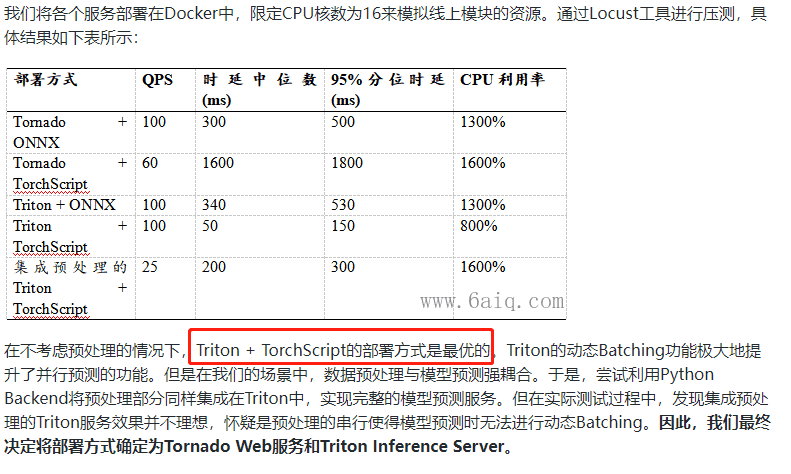 我们将各个服务部署在Docker中，限定CPU核数为16来模拟线上模块的资源。通过Locust工具进行压测，具
体结果如下表所示：
部署方式 QPS 时延中位数 95%分位时延 CPU利用率
(ms) (ms)
Tornado + 100 300 500 1300%
ONNX
Tornado + 60 1600 1800 1600%
TorchScript
Triton + ONNX 100 340 530 1300%
Triton + 100 50 150 800%
TorchScript
集成预处理的 25 200 300 1600%
Triton +
TorchScript
www.6aiq.com
在不考虑预处理的情况下，Triton + TorchScript的部署方式是最优的，Triton的动态Batching功能极大地提
升了并行预测的功能。但是在我们的场景中，数据预处理与模型预测强耦合。于是，尝试利用Python
Backend将预处理部分同样集成在Triton中，实现完整的模型预测服务。但在实际测试过程中，发现集成预处
理的Triton服务效果并不理想，怀疑是预处理的串行使得模型预测时无法进行动态Batching。因此，我们最终
决定将部署方式确定为Tornado Web服务和Triton Inference Server。